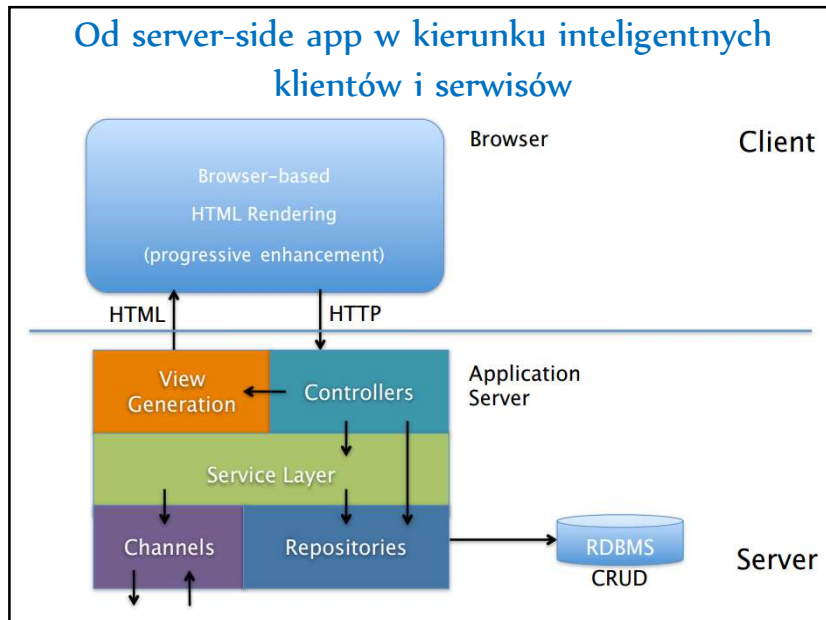 Od server-side app w kierunku inteligentnych
klientów i serwisów
Browser
Client
Browser-based
HTML Rendering
(progressive enhancement)
HTML
HTTP
View
Generation
Controllers
Application
Server
Service Layer
Channels
Repositories
RDBMS
CRUD
Server